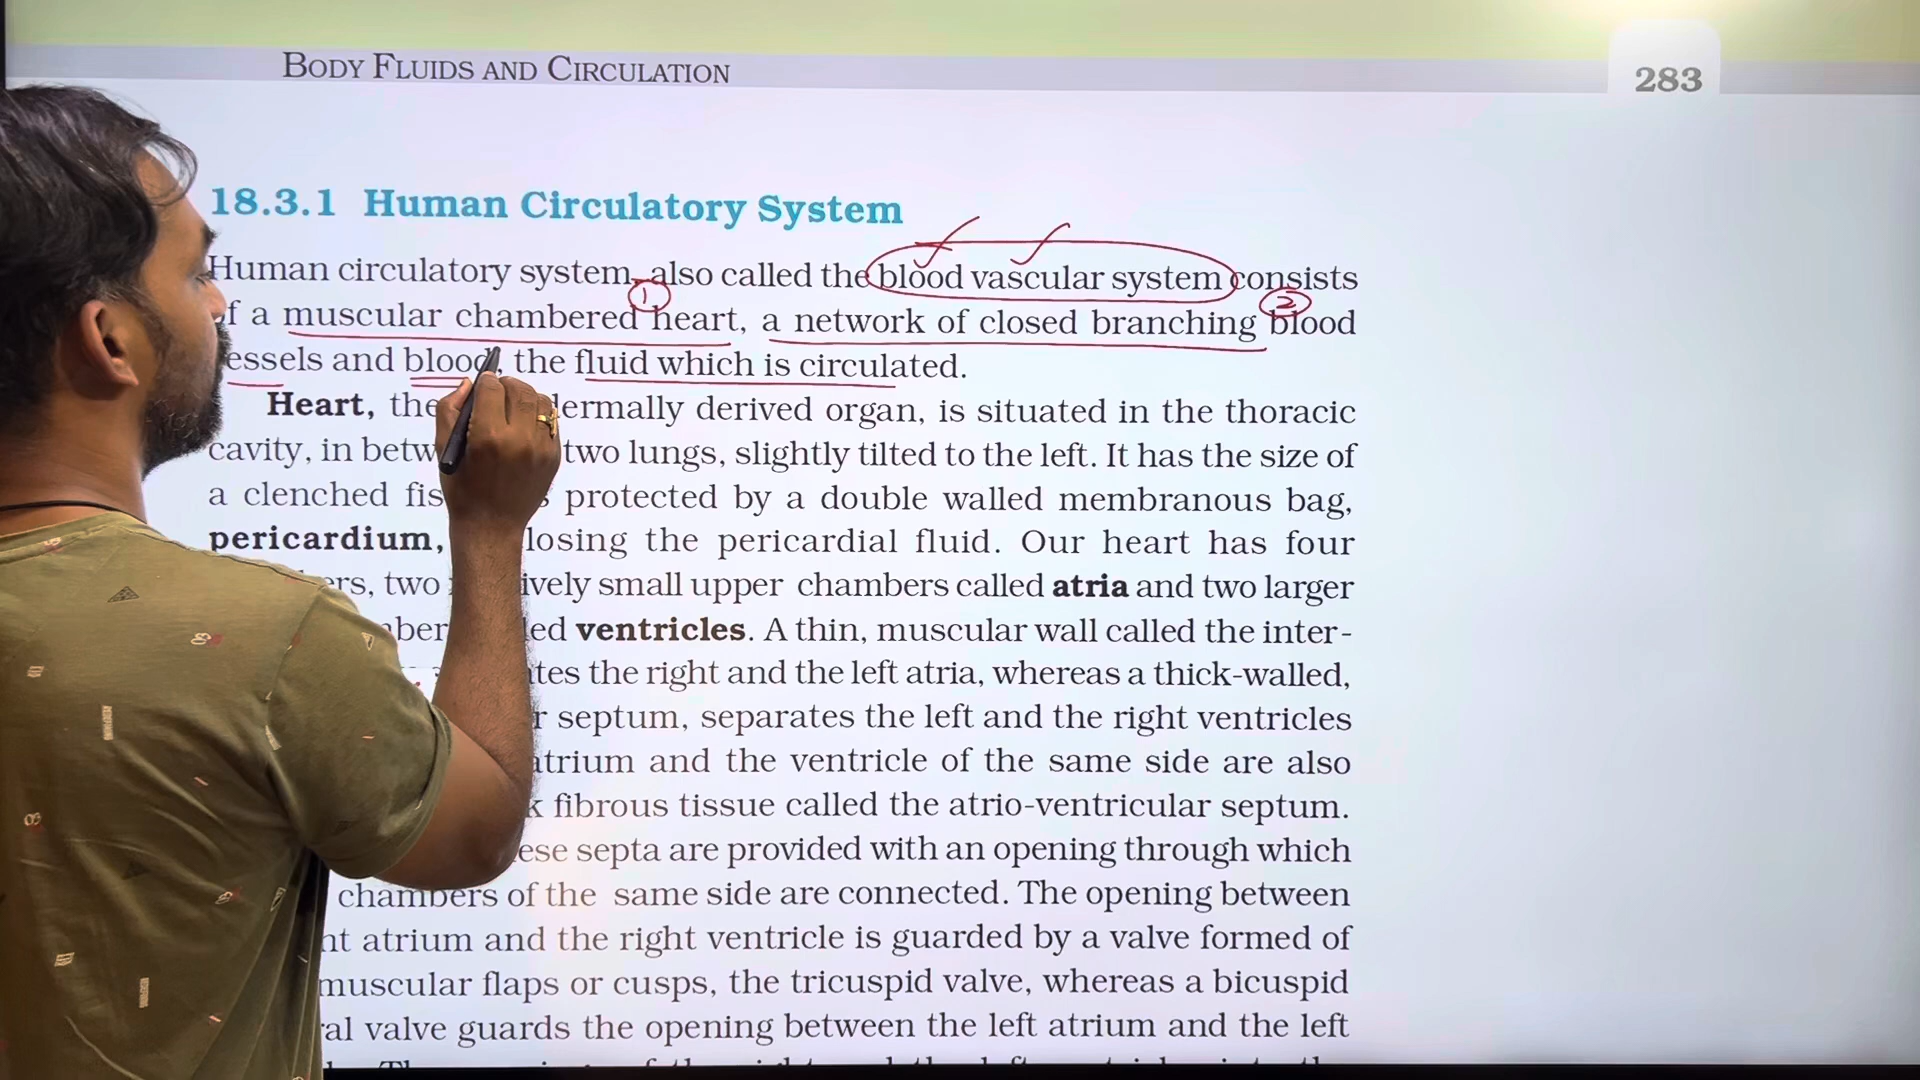 BODY FLUIDS AND CIRCULATION
283
18.3.1 Human Circulatory System
Human circulatory system, also called the blood vascular system consists
1
2
of a muscular chambered heart, a network of closed branching blood
essels and blood, the fluid which is circulated.
Heart, the dermally derived organ, is situated in the thoracic
cavity, in betw two lungs, slightly tilted to the left. It has the size of
a clenched fis protected by a double walled membranous bag,
pericardium, losing the pericardial fluid. Our heart has four
ers, two ively small upper chambers called atria and two larger
ber led ventricles. A thin, muscular wall called the inter-
tes the right and the left atria, whereas a thick-walled,
r septum, separates the left and the right ventricles
atrium and the ventricle of the same side are also
k fibrous tissue called the atrio-ventricular septum.
ese septa are provided with an opening through which
chambers of the same side are connected. The opening between
ht atrium and the right ventricle is guarded by a valve formed of
muscular flaps or cusps, the tricuspid valve, whereas a bicuspid
ral valve guards the opening between the left atrium and the left